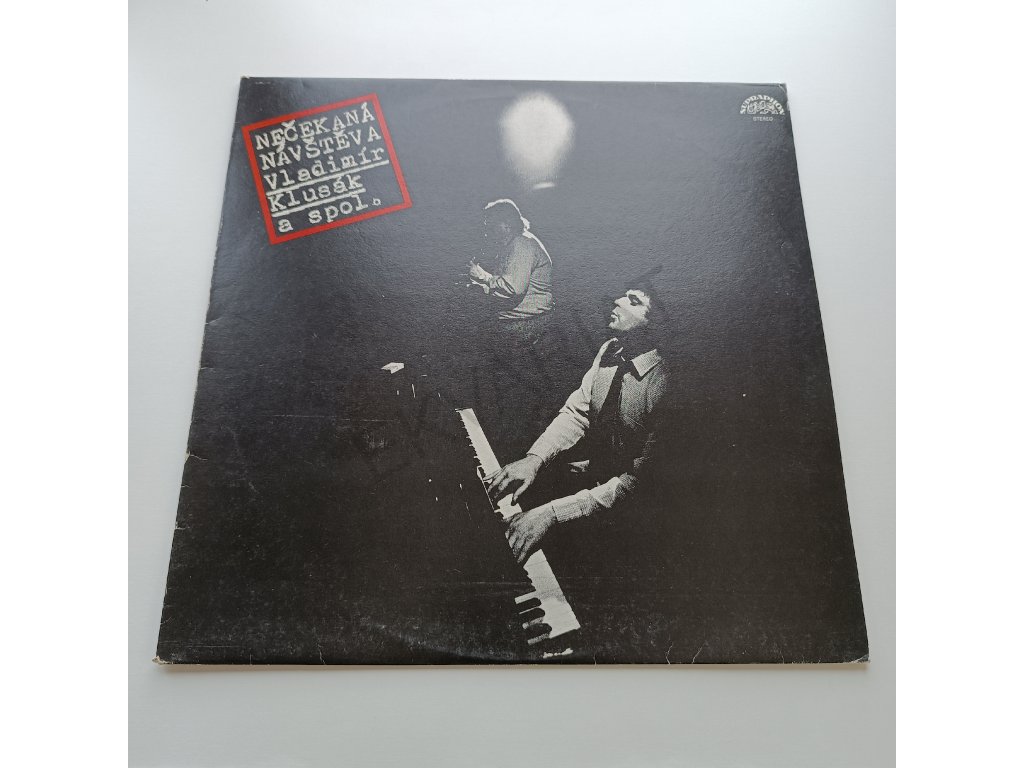 NEČEKANÁ
NÁVŠTĚVA
Vladimír
Klusák
a spol.
SUPRAPHON
STEREO